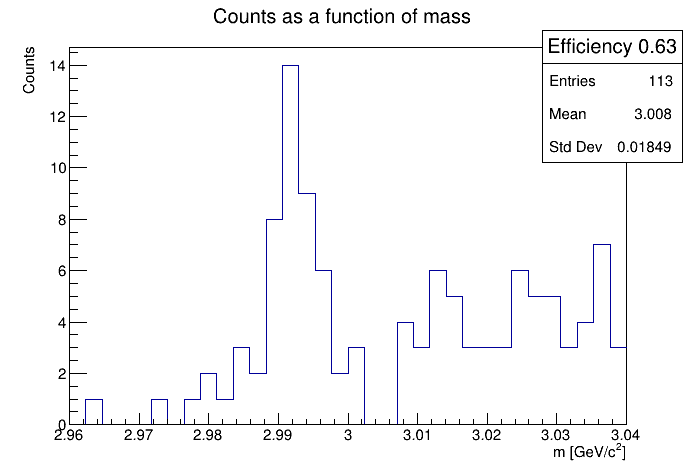 Counts as a function of mass
Efficiency 0.63
Entries 113
Mean 3.008
Std Dev 0.01849
Counts
14
12
10
8
6
4
2
0
2.96 2.97 2.98 2.99 3 3.01 3.02 3.03 3.04
m [GeV/c²]